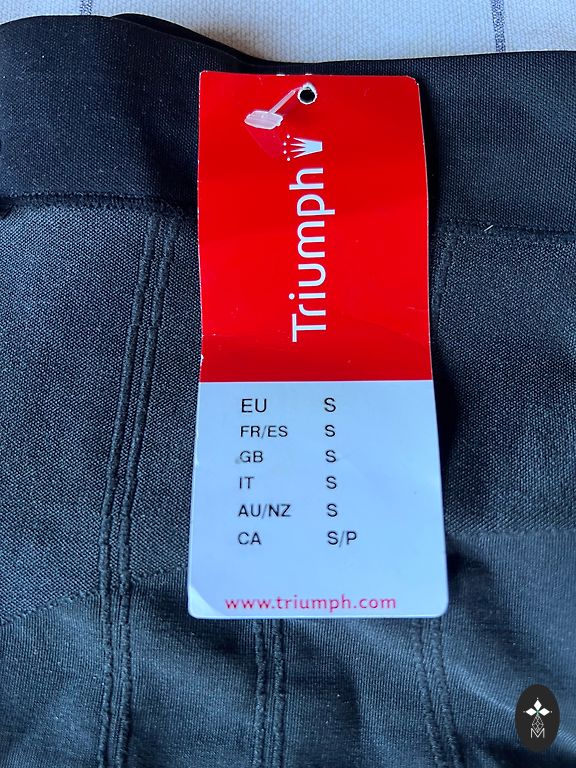 Triumph
EU S
FR/ES S
GB S
IT S
AU/NZ S
CA S/P
www.triumph.com
M